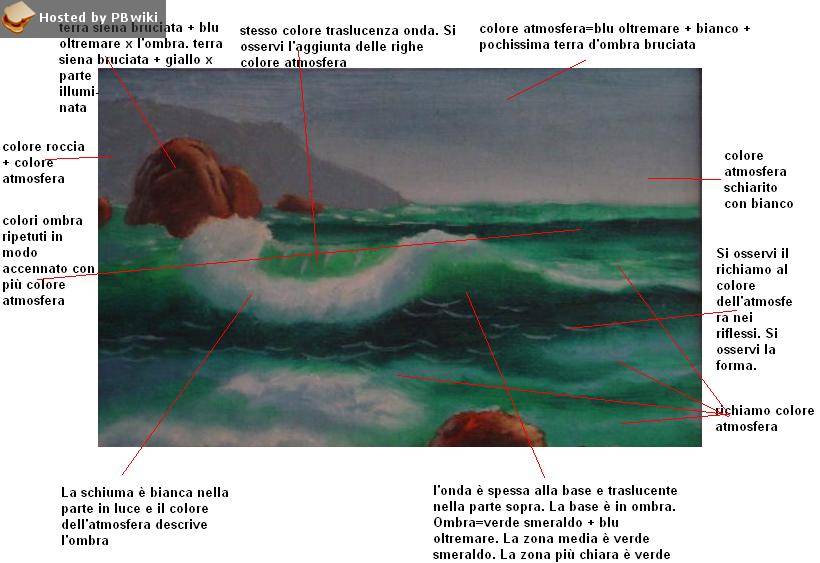 Hosted by PBwiki
terra siena bruciata + blu
oltremare x l'ombra. terra
siena bruciata + giallo x
parte
illumi-
nata
stesso colore traslucenza onda. Si
osservi l'aggiunta delle righe
colore atmosfera
colore atmosfera=blu oltremare + bianco +
pochissima terra d'ombra bruciata
colore roccia
+ colore
atmosfera
colore
atmosfera
schiarito
con bianco
colori ombra
ripetuti in
modo
accennato con
più colore
atmosfera
Si osservi il
richiamo al
colore
dell'atmosfe
ra nei
riflessi. Si
osservi la
forma.
richiamo colore
atmosfera
La schiuma è bianca nella
parte in luce e il colore
dell'atmosfera descrive
l'ombra
l'onda è spessa alla base e traslucente
nella parte sopra. La base è in ombra.
Ombra=verde smeraldo + blu
oltremare. La zona media è verde
smeraldo. La zona più chiara è verde